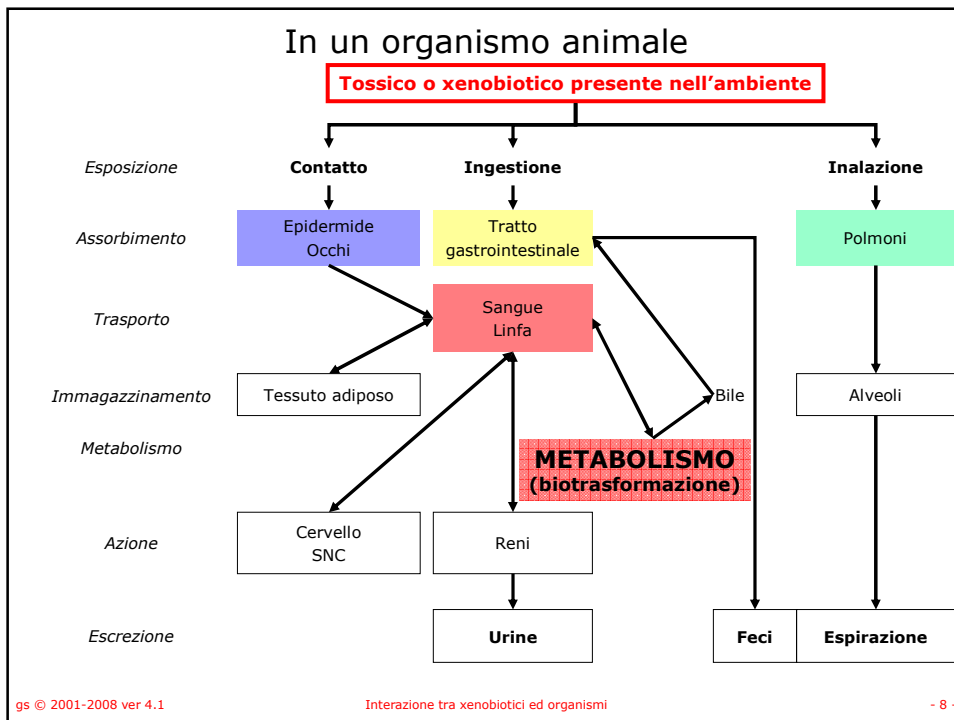 In un organismo animale
Tossico o xenobiotico presente nell'ambiente
Esposizione
Contatto
Ingestione
Inalazione
Assorbimento
Epidermide
Occhi
Tratto
gastrointestinale
Polmoni
Trasporto
Sangue
Linfa
Immagazzinamento
Tessuto adiposo
Bile
Alveoli
Metabolismo
METABOLISMO
(biotrasformazione)
Azione
Cervello
SNC
Reni
Escrezione
Urine
Feci
Espirazione
gs © 2001-2008 ver 4.1
Interazione tra xenobiotici ed organismi
- 8 -